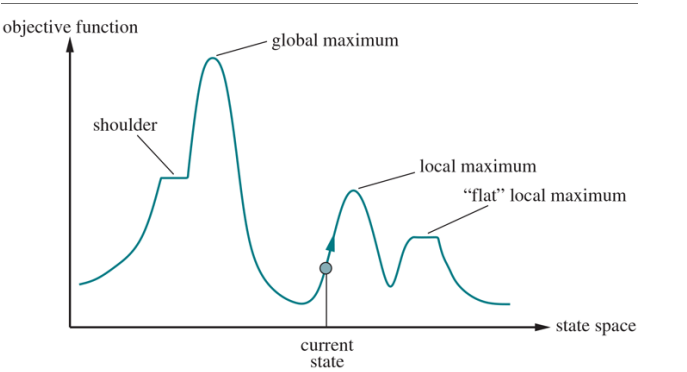 objective function
global maximum
shoulder
local maximum
“flat” local maximum
state space
current
state